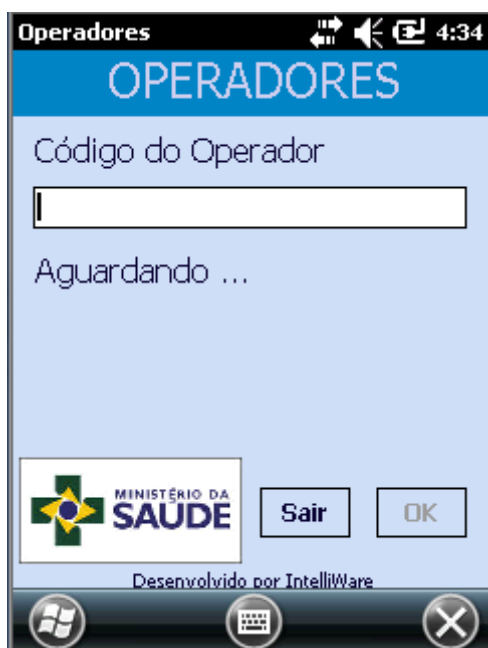 Operadores 4:34
OPERADORES
Código do Operador
Aguardando ...
MINISTÉRIO DA
SAÚDE
Sair OK
Desenvolvido por IntelliWare